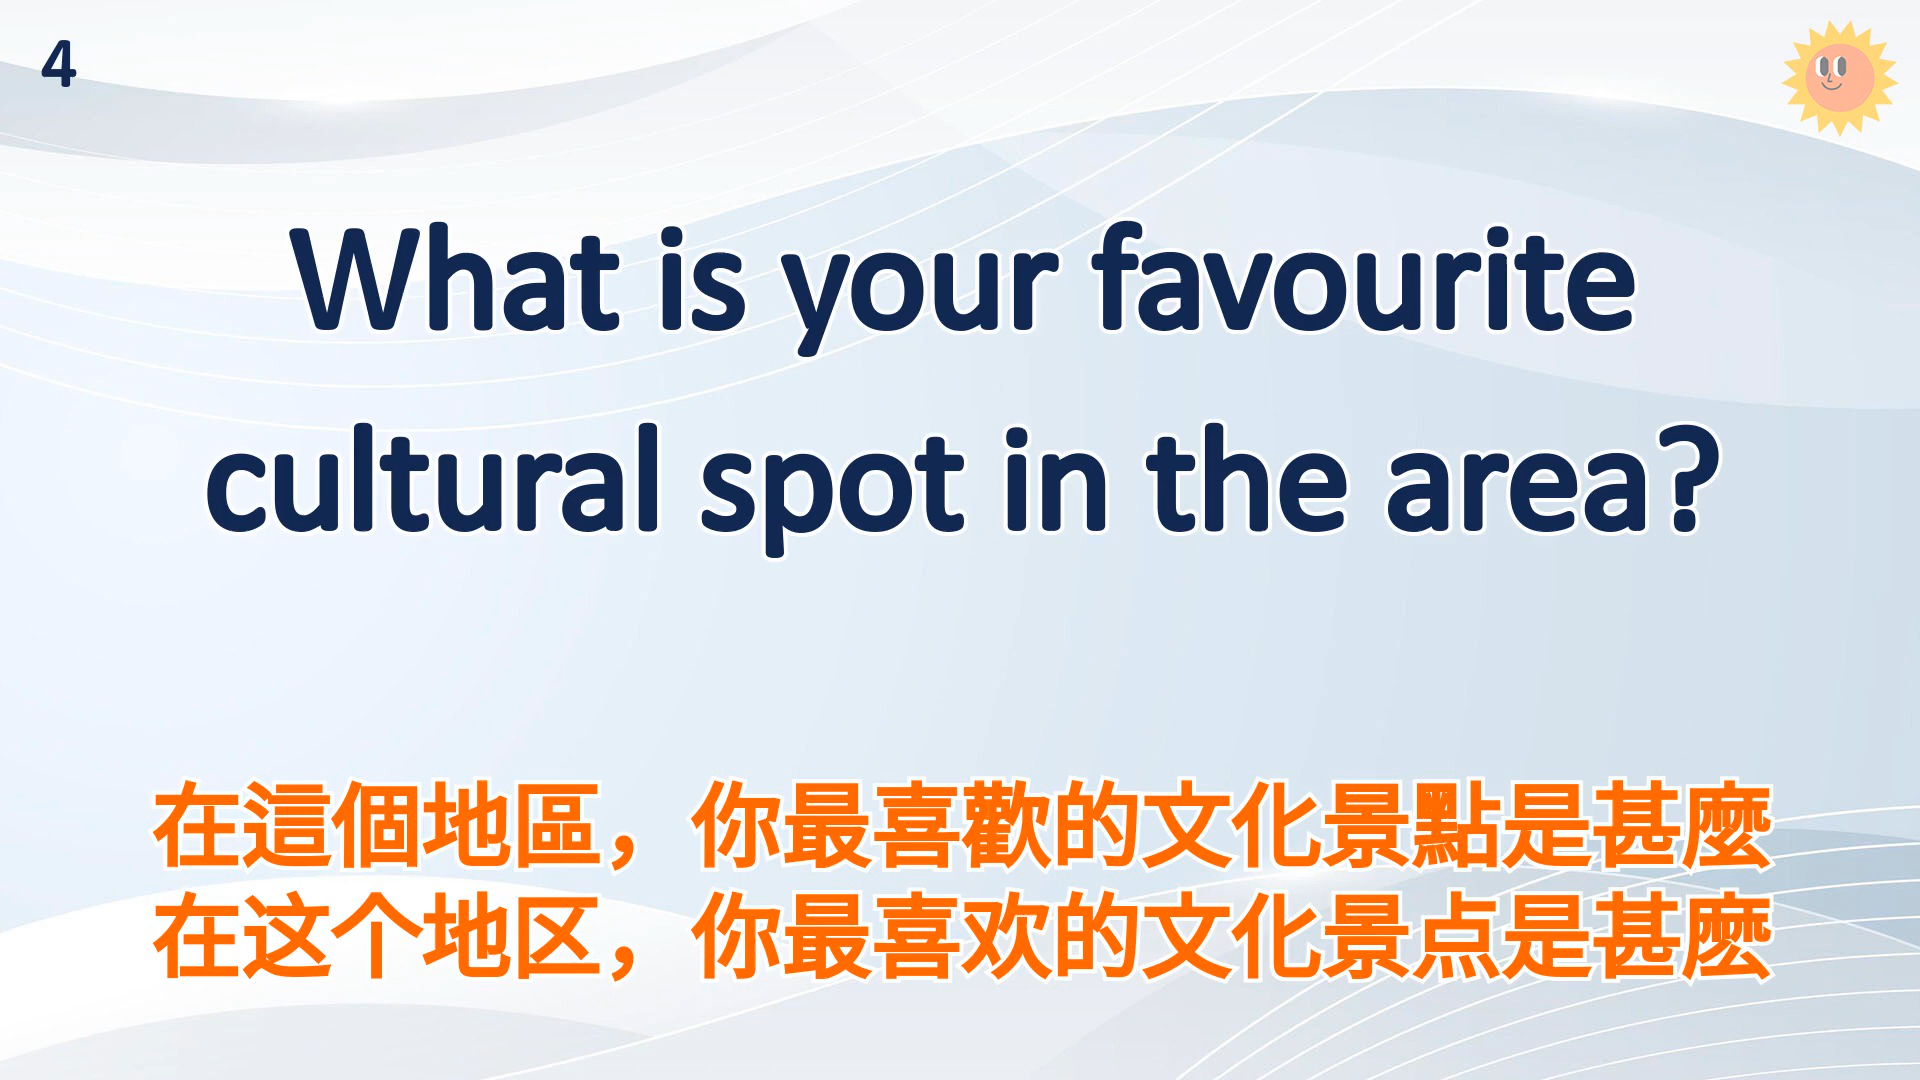 4
What is your favourite
cultural spot in the area?
在這個地區，你最喜歡的文化景點是甚麼
在这个地区，你最喜欢的文化景点是甚麽